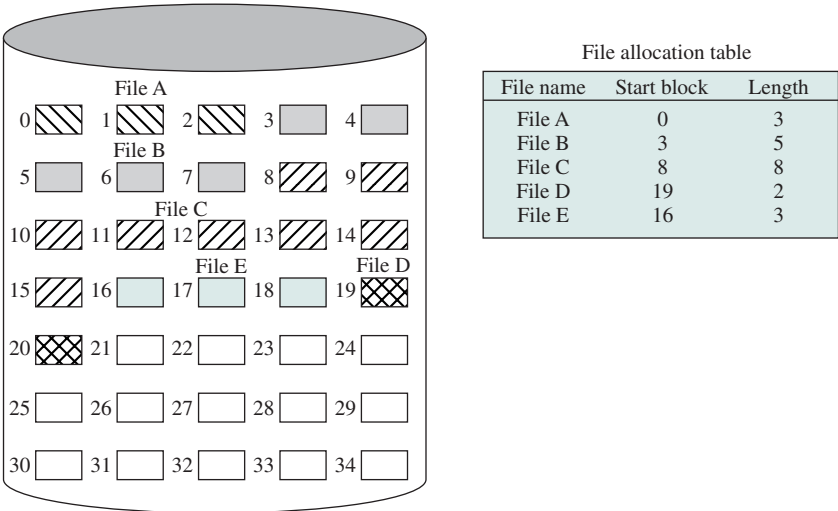 File allocation table
File name Start block Length
File A 0 3
File B 3 5
File C 8 8
File D 19 2
File E 16 3
File A
0 1 2 3 4
File B
5 6 7 8 9
File C
10 11 12 13 14
File E File D
15 16 17 18 19
20 21 22 23 24
25 26 27 28 29
30 31 32 33 34